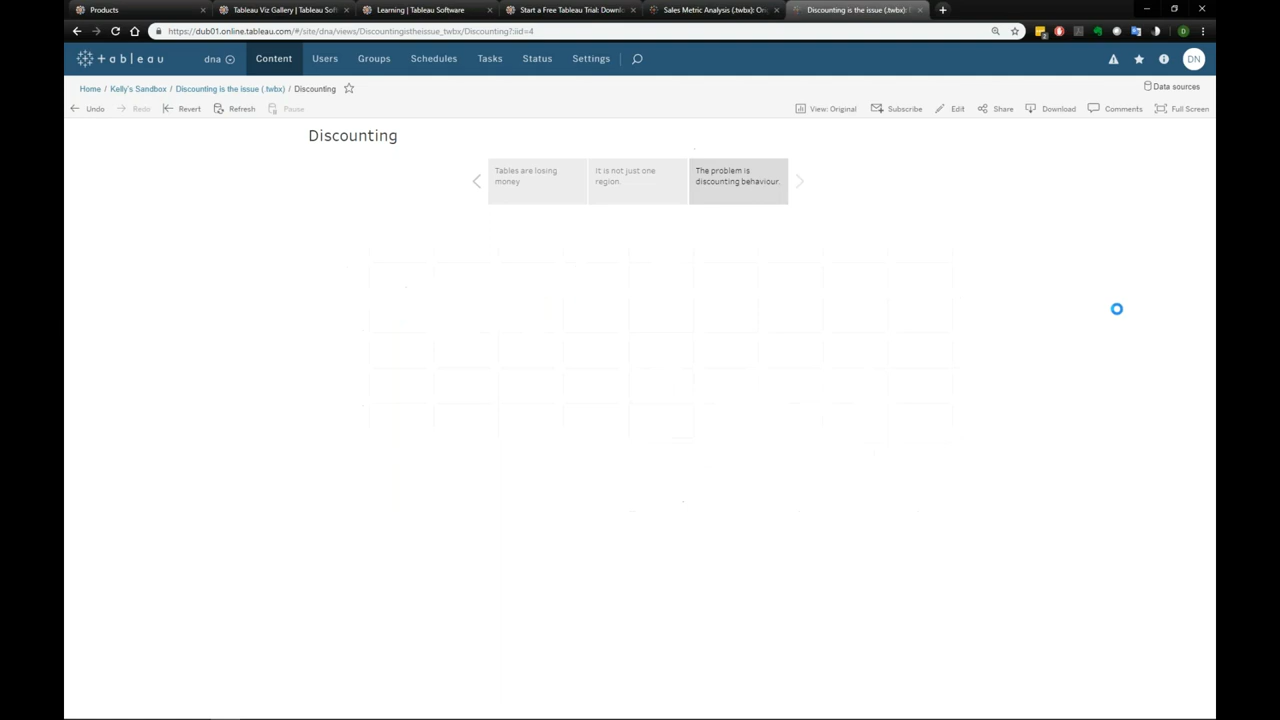 Products
Tableau Viz Gallery | Tableau Soft
Learning | Tableau Software
Start a Free Tableau Trial: Downlo
Sales Metric Analysis (.twbx): Ori
Discounting is the issue (.twbx):
https://dub01.online.tableau.com/#/site/dna/views/Discountingistheissue_twbx/Discounting?:iid=4
+ a b l e a u
dna
Content
Users
Groups
Schedules
Tasks
Status
Settings
DN
Home / Kelly's Sandbox / Discounting is the issue (.twbx) / Discounting
Data sources
Undo
Redo
Revert
Refresh
Pause
View: Original
Subscribe
Edit
Share
Download
Comments
Full Screen
Discounting
Tables are losing
money
It is not just one
region.
The problem is
discounting behaviour.